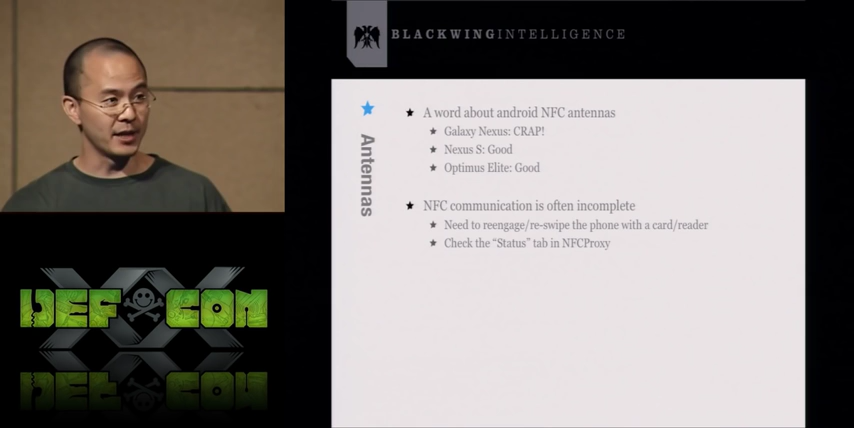 BLACKWINGINTELLIGENCE
Antennas
A word about android NFC antennas
Galaxy Nexus: CRAP!
Nexus S: Good
Optimus Elite: Good
NFC communication is often incomplete
Need to reengage/re-swipe the phone with a card/reader
Check the “Status” tab in NFCProxy
XX
DEF CON